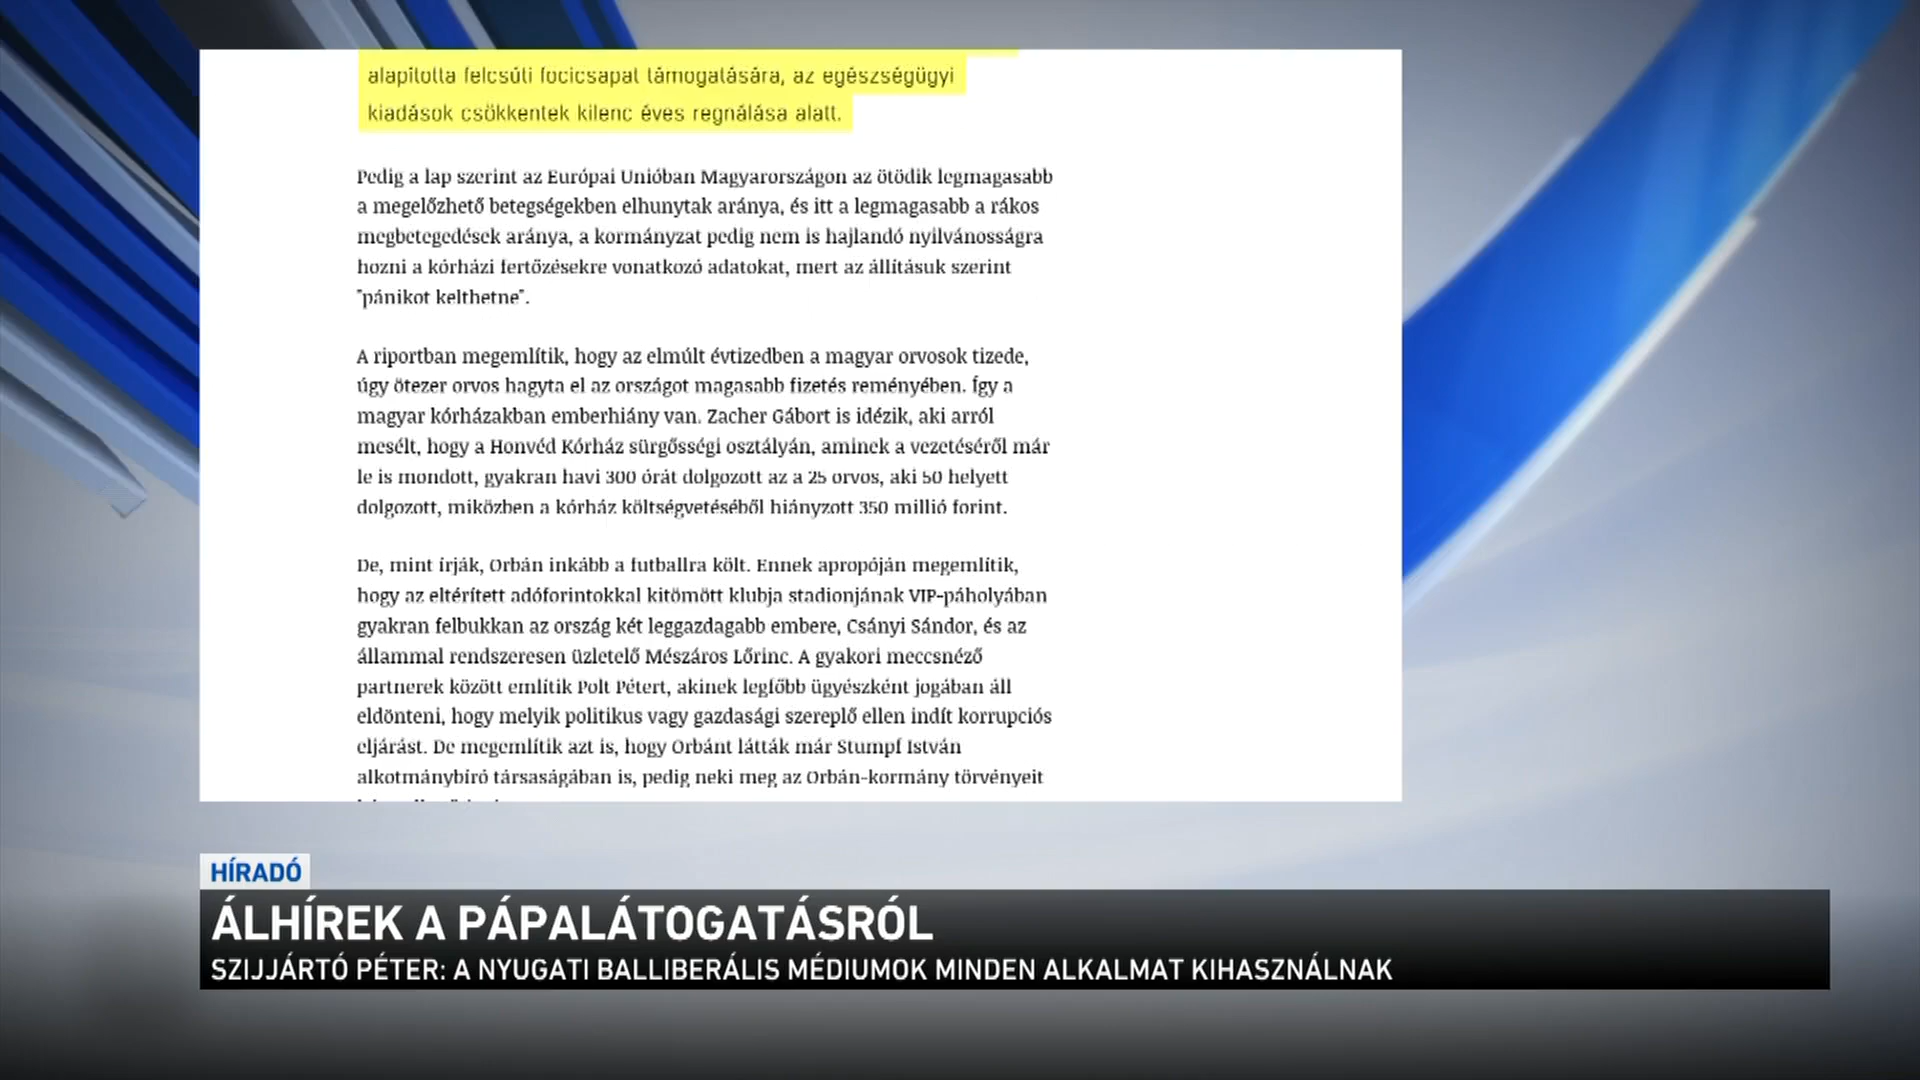 alapította felcsúti focicsapat támogatására, az egészségügyi
kiadások csökkentek kilenc éves regnálása alatt.
Pedig a lap szerint az Európai Unióban Magyarországon az ötödik legmagasabb
a megelőzhető betegségekben elhunytak aránya, és itt a legmagasabb a rákos
megbetegedések aránya, a kormányzat pedig nem is hajlandó nyilvánosságra
hozni a kórházi fertőzésekre vonatkozó adatokat, mert az állításuk szerint
"pánikot kelthetne".
A riportban megemlítik, hogy az elmúlt évtizedben a magyar orvosok tizede,
úgy ötezer orvos hagyta el az országot magasabb fizetés reményében. Így a
magyar kórházakban emberhiány van. Zacher Gábort is idézik, aki arról
mesélt, hogy a Honvéd Kórház sürgősségi osztályán, aminek a vezetéséről már
le is mondott, gyakran havi 300 órát dolgozott az a 25 orvos, aki 50 helyett
dolgozott, miközben a kórház költségvetéséből hiányzott 350 millió forint.
De, mint írják, Orbán inkább a futballra költ. Ennek apropóján megemlítik,
hogy az eltérített adóforintokkal kitömött klubja stadionjának VIP-páholyában
gyakran felbukkan az ország két leggazdagabb embere, Csányi Sándor, és az
állammal rendszeresen üzletelő Mészáros Lőrinc. A gyakori meccsnéző
partnerek között említik Polt Pétert, akinek legfőbb ügyészként jogában áll
eldönteni, hogy melyik politikus vagy gazdasági szereplő ellen indít korrupciós
eljárást. De megemlítik azt is, hogy Orbánt látták már Stumpf István
alkotmánybíró társaságában is, pedig neki meg az Orbán-kormány törvényeit
HÍRADÓ
ÁLHÍREK A PÁPALÁTOGATÁSRÓL
SZIJJÁRTÓ PÉTER: A NYUGATI BALLIBERÁLIS MÉDIUMOK MINDEN ALKALMAT KIHASZNÁLNAK